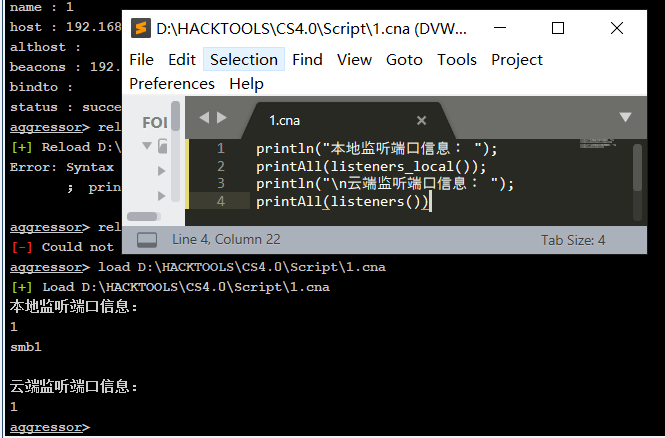 name : 1
host : 192.168
althost :
beacons : 192.
bindto :
status : succe
aggressor> rel
[+] Reload D:\
Error: Syntax
; prin
aggressor> rel
[-] Could not
aggressor> load D:\HACKTOOLS\CS4.0\Script\1.cna
[+] Load D:\HACKTOOLS\CS4.0\Script\1.cna
本地监听端口信息：
1
smb1
云端监听端口信息：
1
aggressor>
D:\HACKTOOLS\CS4.0\Script\1.cna (DVW...
File Edit Selection Find View Goto Tools Project
Preferences Help
FOL
1.cna
1 println("本地监听端口信息： ");
2 printAll(listeners_local());
3 println("\n云端监听端口信息： ");
4 printAll(listeners())
Line 4, Column 22
Tab Size: 4